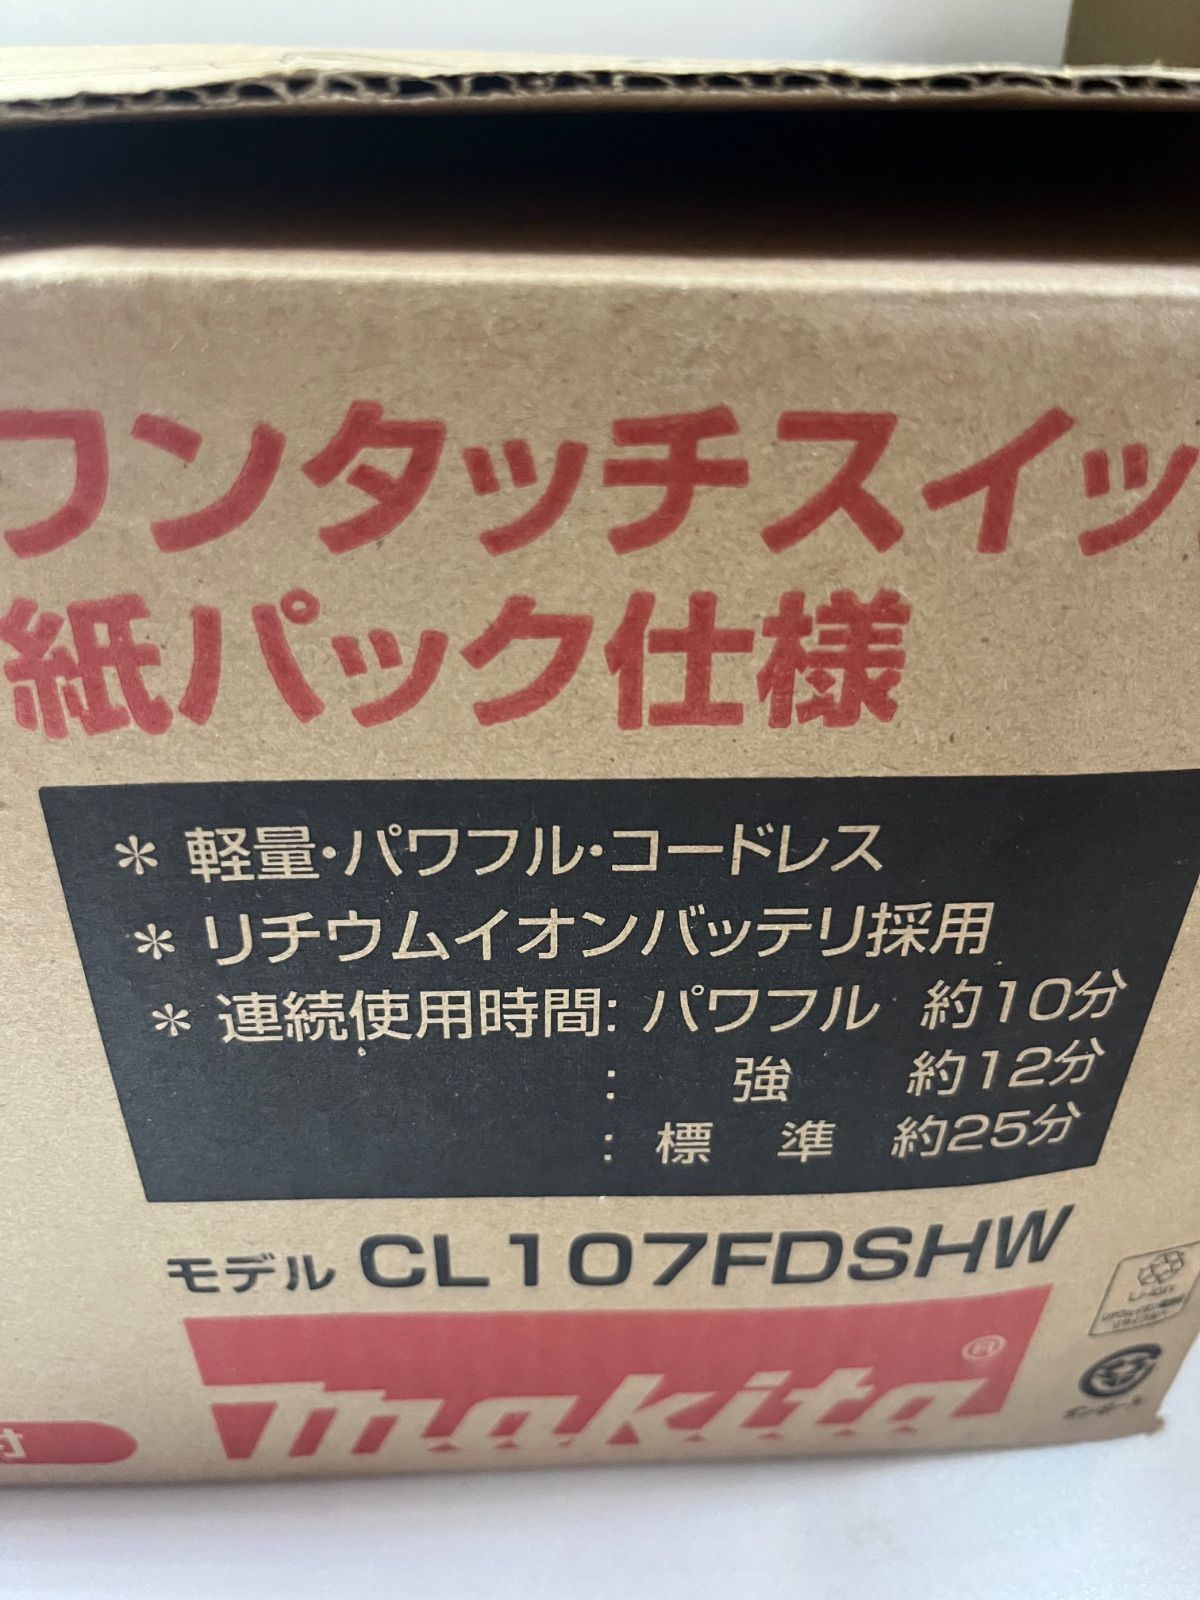 ワンタッチスイッ
紙パック仕様
* 軽量・パワフル・コードレス
* リチウムイオンバッテリ採用
* 連続使用時間: パワフル 約10分
: 強 約12分
: 標 準 約25分
モデル CL107FDSHW
makita®
Li-ion
付